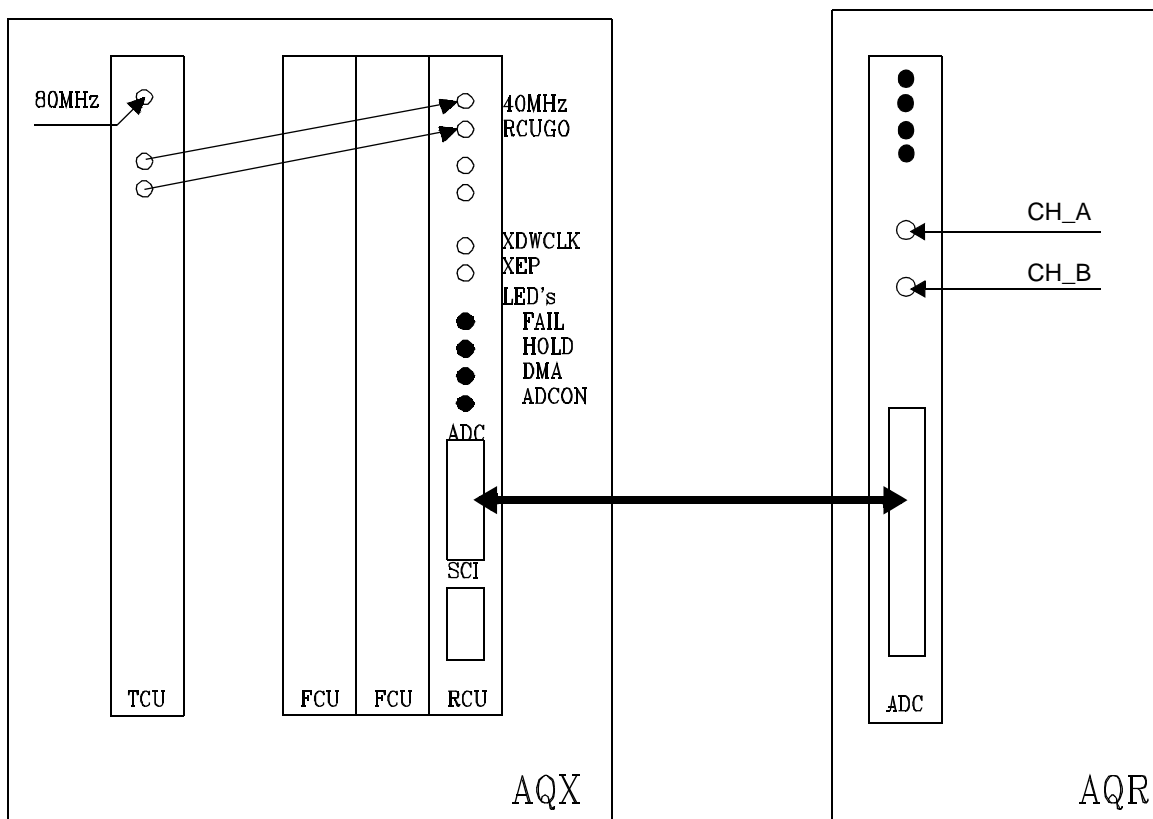 80MHz
40MHz
RCUGO
XDWCLK
XEP
LED's
FAIL
HOLD
DMA
ADCON
ADC
SCI
TCU
FCU
FCU
RCU
AQX
CH_A
CH_B
ADC
AQR